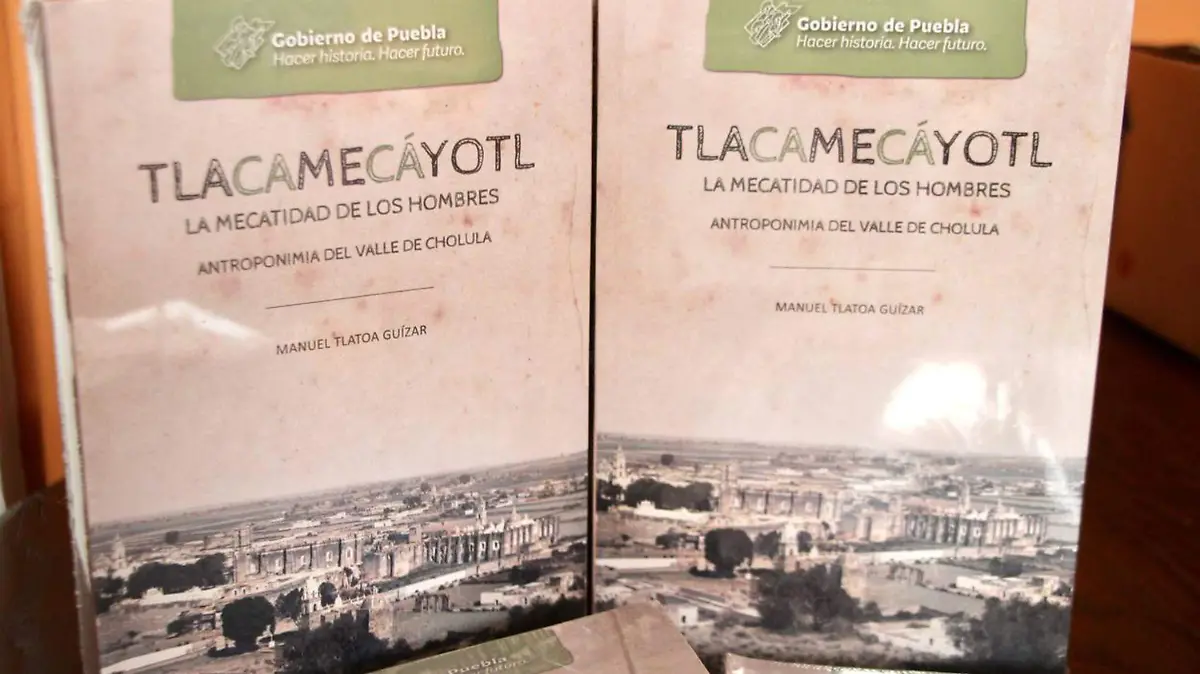 Gobierno de Puebla
Hacer historia. Hacer futuro.
TLACAMECÁYOTL
LA MECATIDAD DE LOS HOMBRES
ANTROPONIMIA DEL VALLE DE CHOLULA
MANUEL TLATOA GUÍZAR
Gobierno de Puebla
Hacer historia. Hacer futuro.
TLACAMECÁYOTL
LA MECATIDAD DE LOS HOMBRES
ANTROPONIMIA DEL VALLE DE CHOLULA
MANUEL TLATOA GUÍZAR
Puebla
futuro.